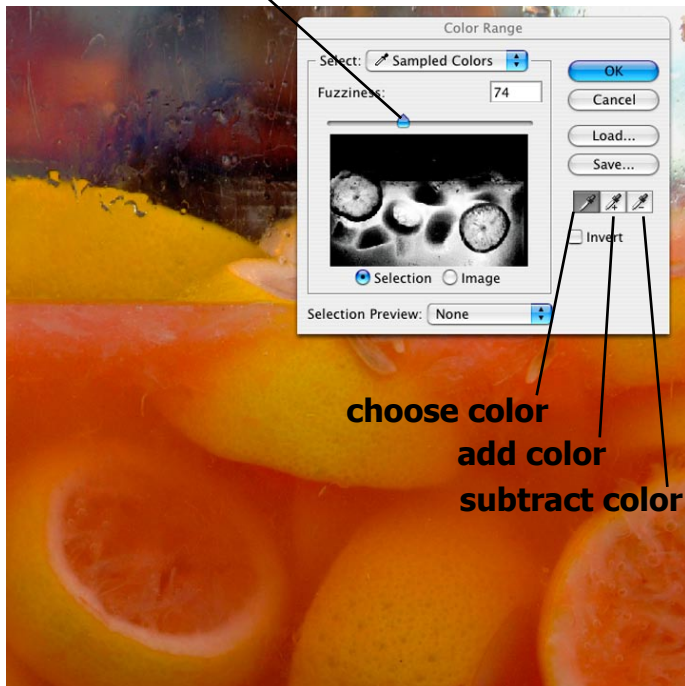 Color Range
Select: Sampled Colors
OK
Fuzziness: 74
Cancel
Load...
Save...
Invert
Selection Image
Selection Preview: None
choose color
add color
subtract color